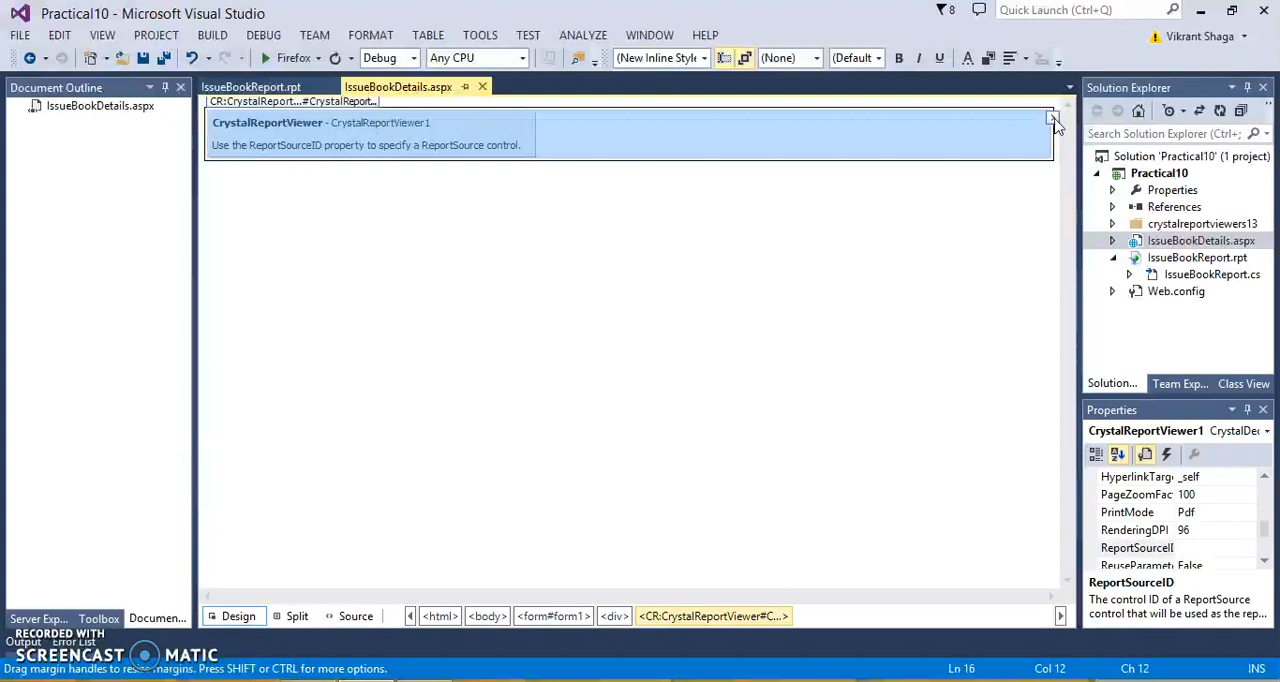 Practical10 - Microsoft Visual Studio
8
Quick Launch (Ctrl+Q)
FILE EDIT VIEW PROJECT BUILD DEBUG TEAM FORMAT TABLE TOOLS TEST ANALYZE WINDOW HELP
Vikrant Shaga
Firefox Debug Any CPU (New Inline Style (None) (Default B I U A
Document Outline
IssueBookDetails.aspx
IssueBookReport.rpt IssueBookDetails.aspx
CR:CrystalReport...#CrystalReport...
CrystalReportViewer - CrystalReportViewer1
Use the ReportSourceID property to specify a ReportSource control.
Solution Explorer
Search Solution Explorer (Ctrl+;
Solution 'Practical10' (1 project)
Practical10
Properties
References
crystalreportviewers13
IssueBookDetails.aspx
IssueBookReport.rpt
IssueBookReport.cs
Web.config
Solution... Team Exp... Class View
Properties
CrystalReportViewer1 CrystalDec
HyperlinkTarge _self
PageZoomFac 100
PrintMode Pdf
RenderingDPI 96
ReportSourceID
ReuseParamete False
ReportSourceID
The control ID of a ReportSource
control that will be used as the rep...
Design Split Source <html> <body> <form#form1> <div> <CR:CrystalReportViewer#C...>
Server Exp... Toolbox Documen...
Output Error List
RECORDED WITH
SCREENCAST MATIC
Drag margin handles to resize margins. Press SHIFT or CTRL for more options.
Ln 16 Col 12 Ch 12 INS